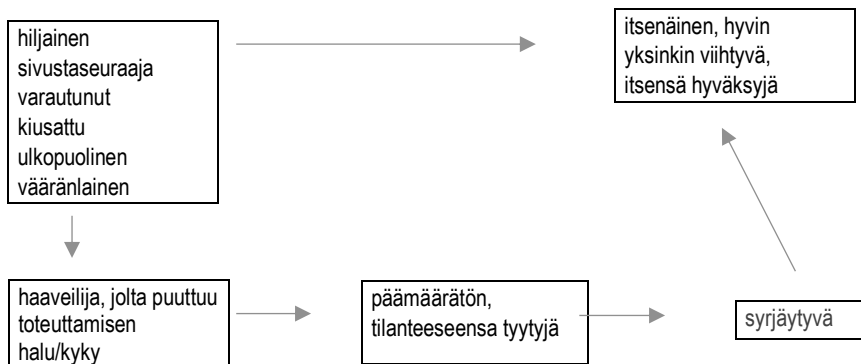 hiljainen
sivustaseuraaja
varautunut
kiusattu
ulkopuolinen
vääränlainen
itsenäinen, hyvin
yksinkin viihtyvä,
itsensä hyväksyjä
haaveilija, jolta puuttuu
toteuttamisen
halu/kyky
päämäärätön,
tilanteeseensa tyytyjä
syrjäytyvä